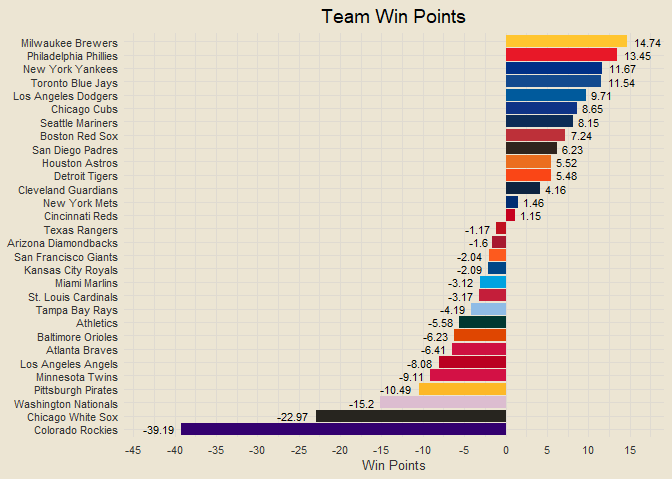 Team Win Points
Milwaukee Brewers 14.74
Philadelphia Phillies 13.45
New York Yankees 11.67
Toronto Blue Jays 11.54
Los Angeles Dodgers 9.71
Chicago Cubs 8.65
Seattle Mariners 8.15
Boston Red Sox 7.24
San Diego Padres 6.23
Houston Astros 5.52
Detroit Tigers 5.48
Cleveland Guardians 4.16
New York Mets 1.46
Cincinnati Reds 1.15
Texas Rangers -1.17
Arizona Diamondbacks -1.6
San Francisco Giants -2.04
Kansas City Royals -2.09
Miami Marlins -3.12
St. Louis Cardinals -3.17
Tampa Bay Rays -4.19
Athletics -5.58
Baltimore Orioles -6.23
Atlanta Braves -6.41
Los Angeles Angels -8.08
Minnesota Twins -9.11
Pittsburgh Pirates -10.49
Washington Nationals -15.2
Chicago White Sox -22.97
Colorado Rockies -39.19
-45 -40 -35 -30 -25 -20 -15 -10 -5 0 5 10 15
Win Points